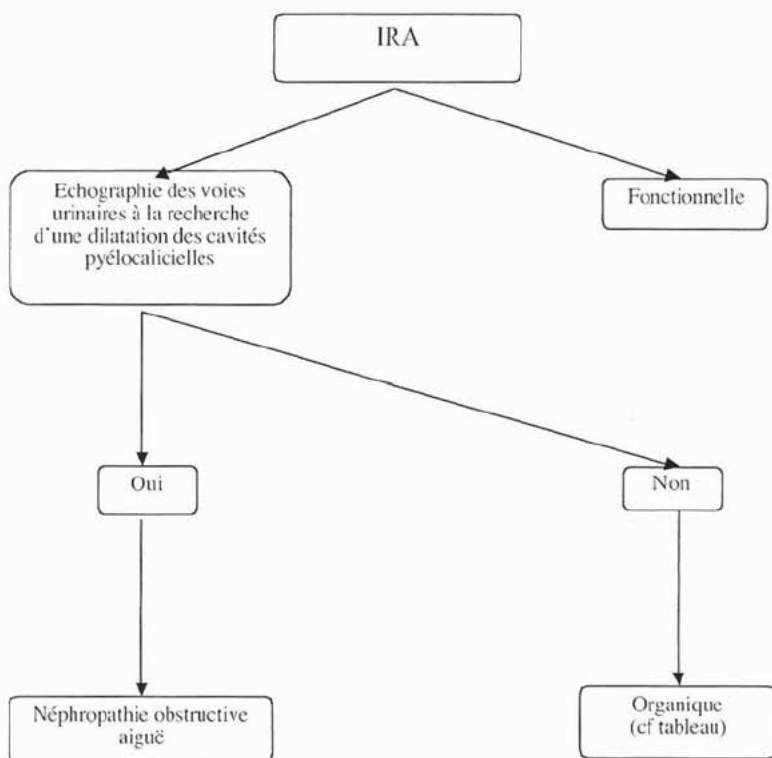 IRA
Echographie des voies
urinaires à la recherche
d'une dilatation des cavités
pyélocalicielles
Fonctionnelle
Oui
Non
Néphropathie obstructive
aiguë
Organique
(cf tableau)